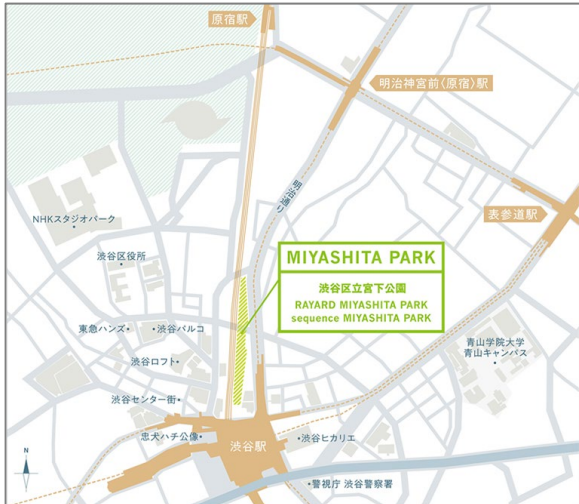 原宿駅
明治神宮前〈原宿〉駅
明治通り
表参道駅
NHKスタジオパーク
渋谷区役所
MIYASHITA PARK
渋谷区立宮下公園
RAYARD MIYASHITA PARK
sequence MIYASHITA PARK
東急ハンズ
渋谷パルコ
渋谷ロフト
青山学院大学
青山キャンパス
渋谷センター街
忠犬ハチ公像
渋谷駅
渋谷ヒカリエ
N
警視庁 渋谷警察署